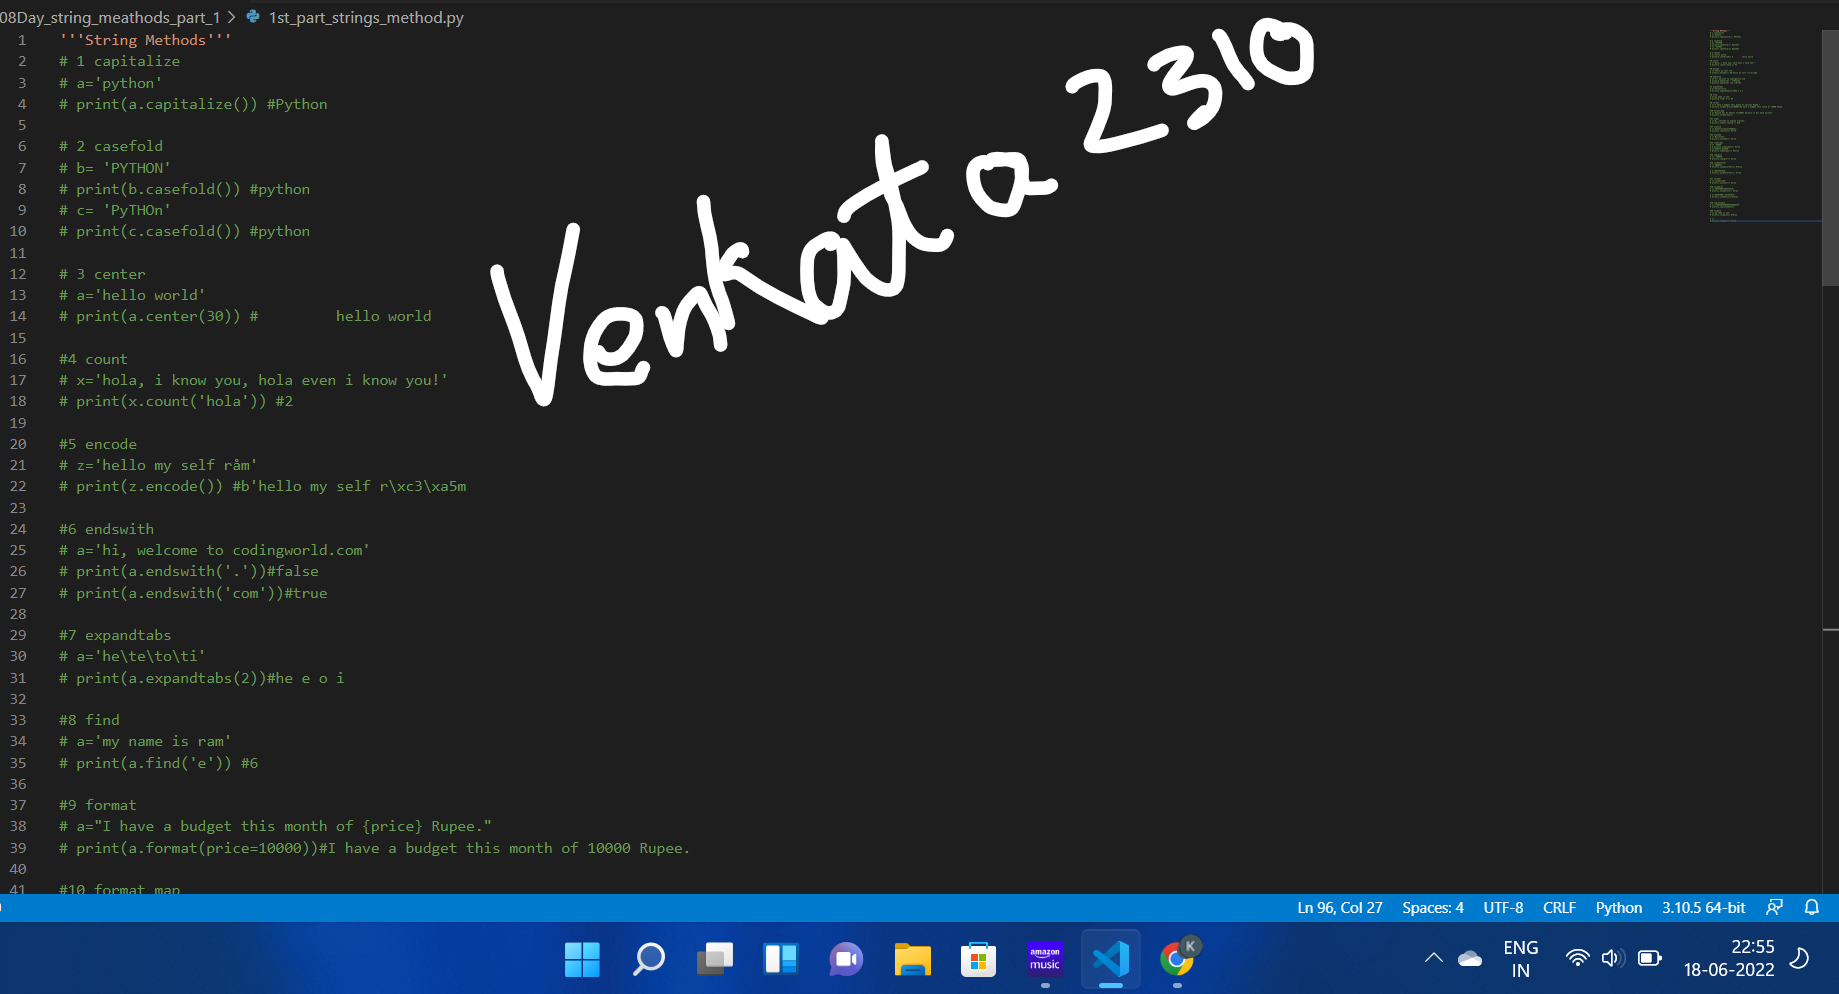 08Day_string_meathods_part_1 > 1st_part_strings_method.py
1 '''String Methods'''
2 # 1 capitalize
3 # a='python'
4 # print(a.capitalize()) #Python
5
6 # 2 casefold
7 # b= 'PYTHON'
8 # print(b.casefold()) #python
9 # c= 'PyTHOn'
10 # print(c.casefold()) #python
11
12 # 3 center
13 # a='hello world'
14 # print(a.center(30)) #         hello world
15
16 #4 count
17 # x='hola, i know you, hola even i know you!'
18 # print(x.count('hola')) #2
19
20 #5 encode
21 # z='hello my self råm'
22 # print(z.encode()) #b'hello my self r\xc3\xa5m
23
24 #6 endswith
25 # a='hi, welcome to codingworld.com'
26 # print(a.endswith('.'))#false
27 # print(a.endswith('com'))#true
28
29 #7 expandtabs
30 # a='he\te\to\ti'
31 # print(a.expandtabs(2))#he e o i
32
33 #8 find
34 # a='my name is ram'
35 # print(a.find('e')) #6
36
37 #9 format
38 # a="I have a budget this month of {price} Rupee."
39 # print(a.format(price=10000))#I have a budget this month of 10000 Rupee.
40
41 #10 format map
Venkata 2310
Ln 96, Col 27 Spaces: 4 UTF-8 CRLF Python 3.10.5 64-bit
amazon music
K
ENG IN
22:55
18-06-2022